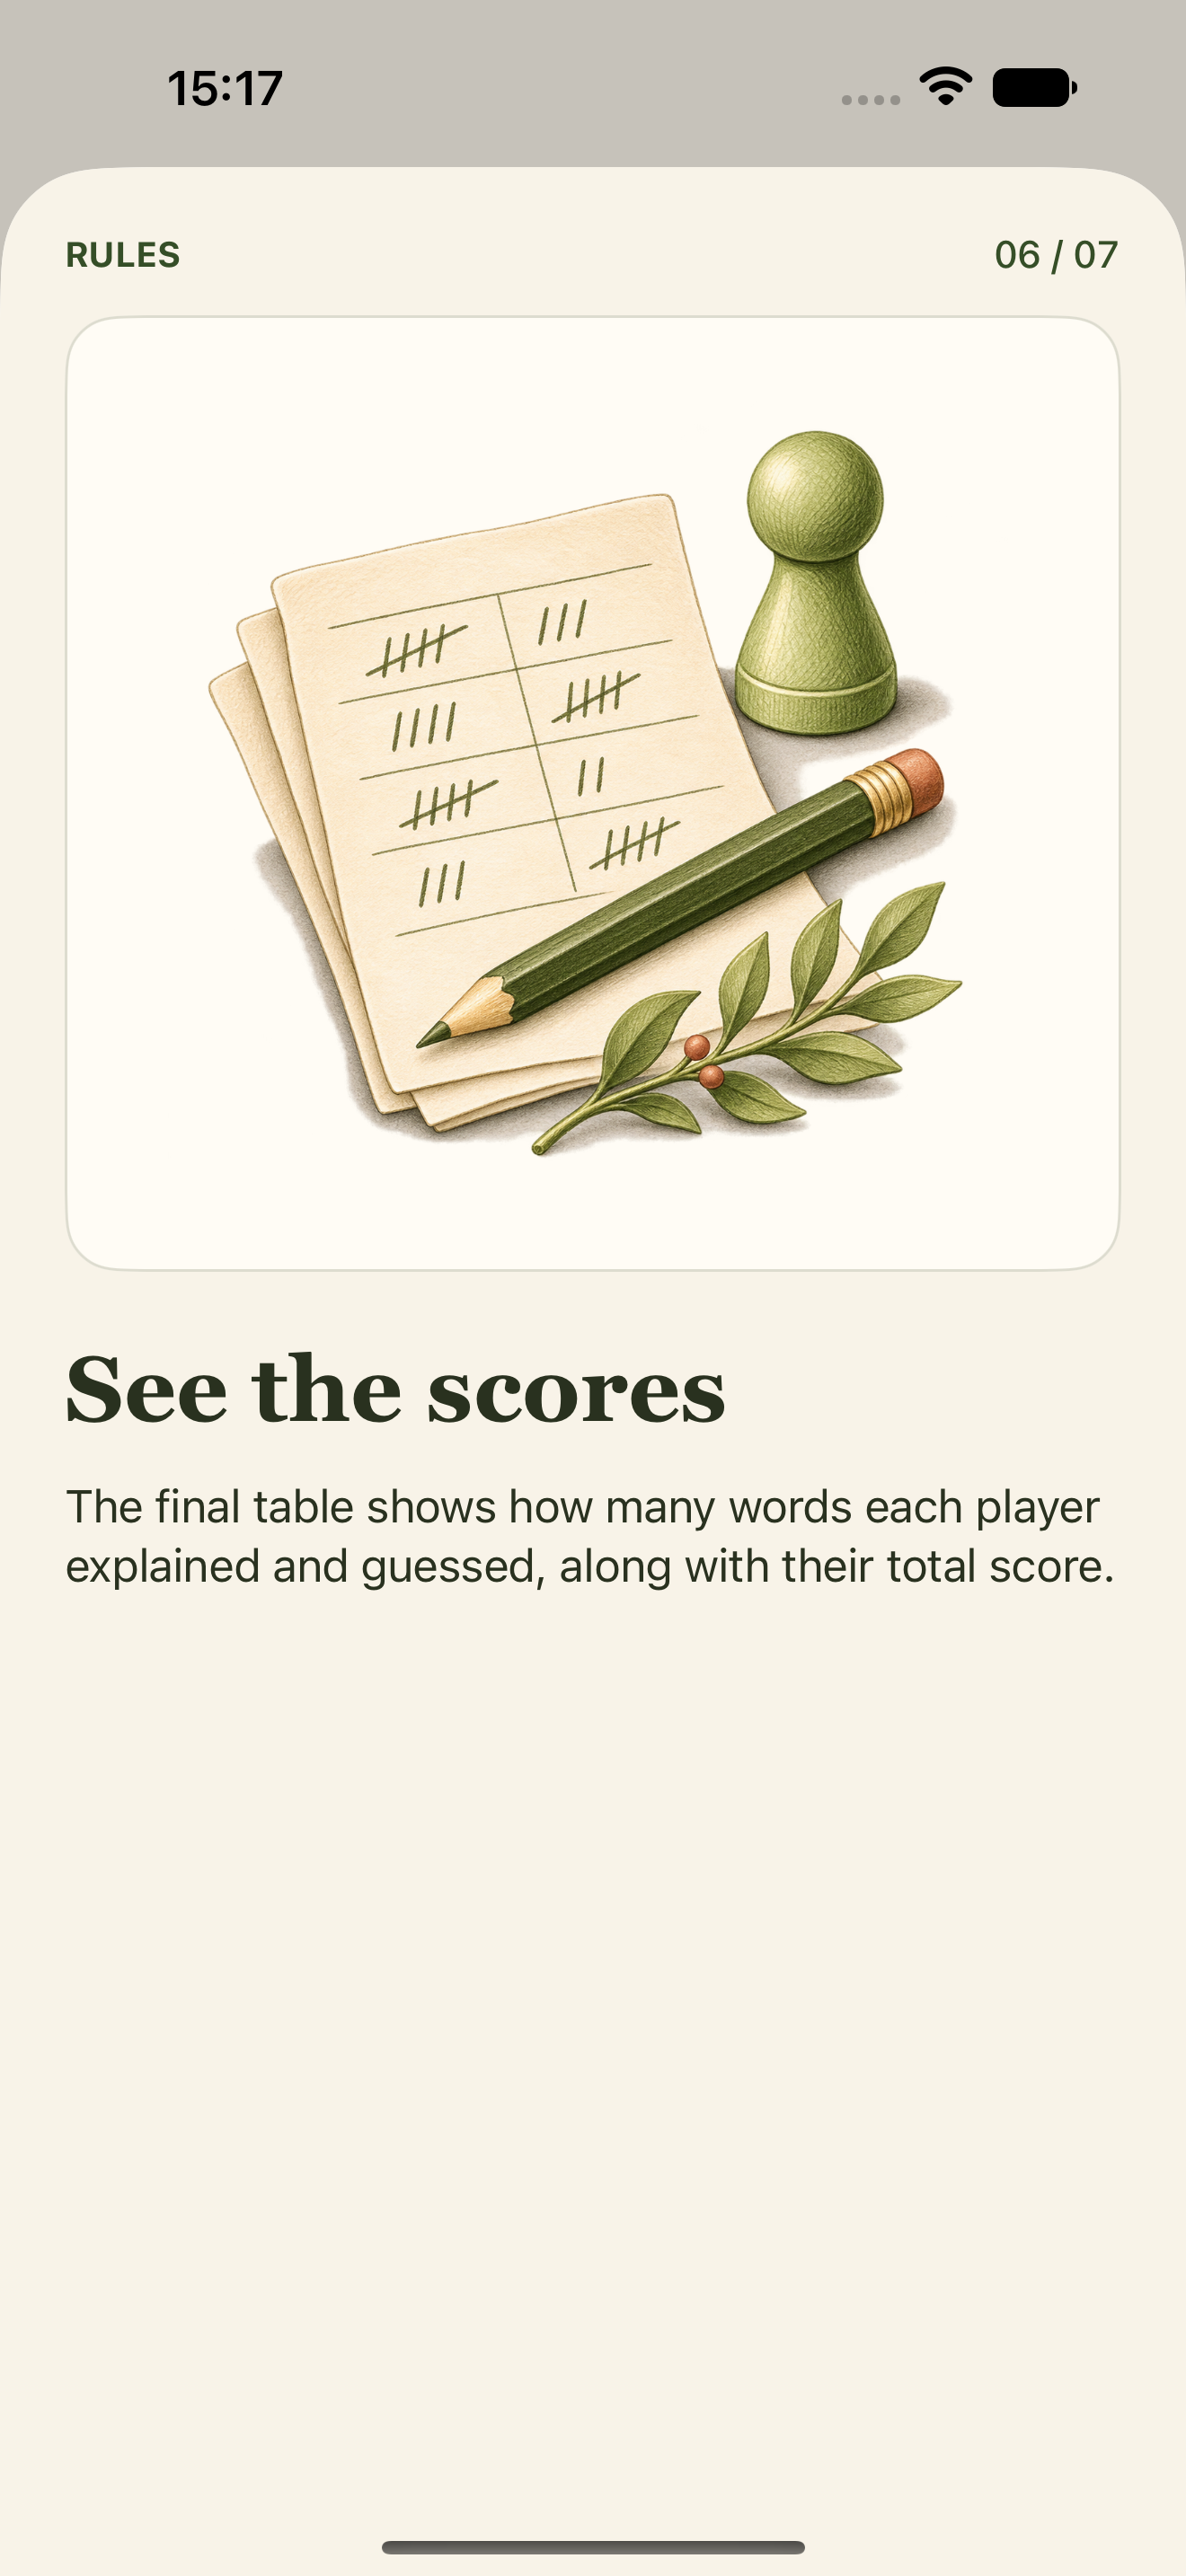 15:17
RULES
06 / 07
See the scores
The final table shows how many words each player
explained and guessed, along with their total score.